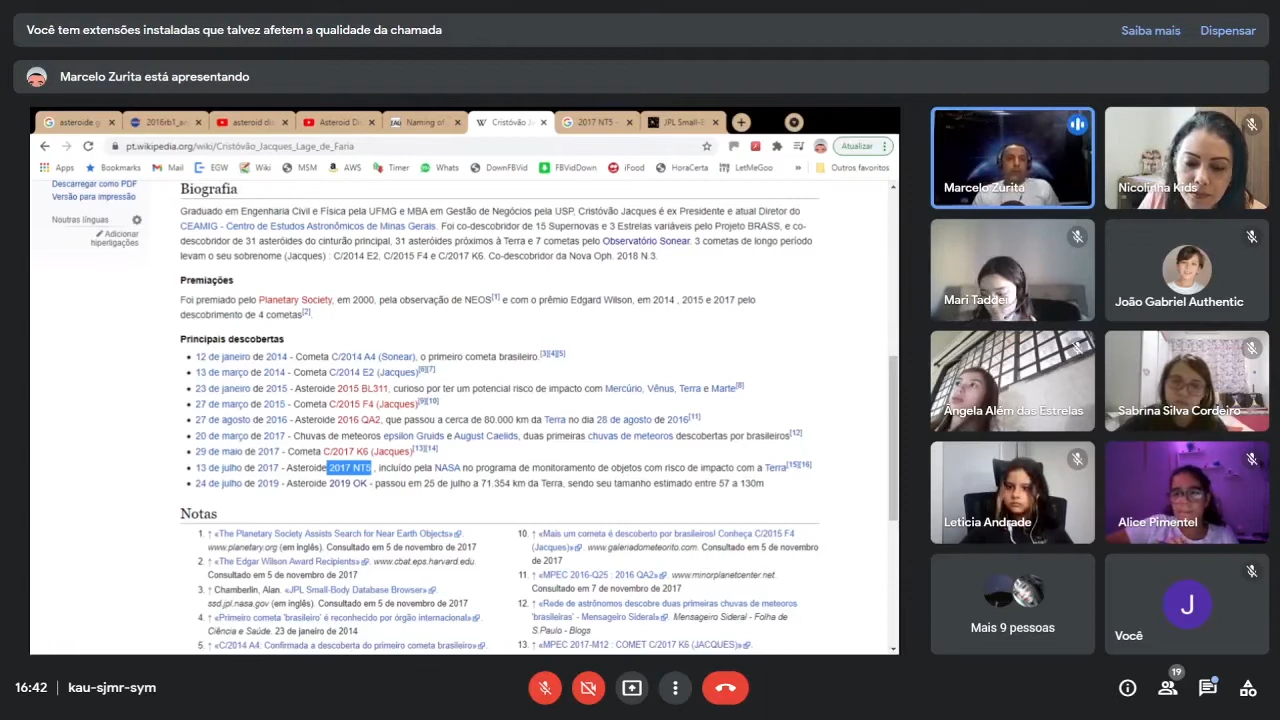 Você tem extensões instaladas que talvez afetem a qualidade da chamada
Saiba mais
Dispensar
Marcelo Zurita está apresentando
asteroide.g
2016rb1_ar
asteroid dis
Asteroid Di
IAU
Naming of
W Cristóvão J
2017 NT5 -
JPL Small-B
pt.wikipedia.org/wiki/Cristóvão_Jacques_Lage_de_Faria
Atualizar
Apps
Bookmarks
Mail
EGW
Wiki
MSM
AWS
Timer
Whats
DownFBVid
FBVidDown
iFood
HoraCerta
LetMeGoo
»
Outros favoritos
Descarregar como PDF
Versão para impressão
Noutras línguas
Adicionar
hiperligações
Biografia
Graduado em Engenharia Civil e Física pela UFMG e MBA em Gestão de Negócios pela USP, Cristóvão Jacques é ex Presidente e atual Diretor do
CEAMIG - Centro de Estudos Astronômicos de Minas Gerais. Foi co-descobridor de 15 Supernovas e 3 Estrelas variáveis pelo Projeto BRASS, e co-
descobridor de 31 asteróides do cinturão principal, 31 asteróides próximos à Terra e 7 cometas pelo Observatório Sonear. 3 cometas de longo período
levam o seu sobrenome (Jacques) : C/2014 E2, C/2015 F4 e C/2017 K6. Co-descobridor da Nova Oph. 2018 N.3.
Premiações
Foi premiado pelo Planetary Society, em 2000, pela observação de NEOS[1] e com o prêmio Edgard Wilson, em 2014 , 2015 e 2017 pelo
descobrimento de 4 cometas[2].
Principais descobertas
• 12 de janeiro de 2014 - Cometa C/2014 A4 (Sonear), o primeiro cometa brasileiro.[3][4][5]
• 13 de março de 2014 - Cometa C/2014 E2 (Jacques)[6][7]
• 23 de janeiro de 2015 - Asteroide 2015 BL311, curioso por ter um potencial risco de impacto com Mercúrio, Vênus, Terra e Marte[8]
• 27 de março de 2015 - Cometa C/2015 F4 (Jacques)[9][10]
• 27 de agosto de 2016 - Asteroide 2016 QA2, que passou a cerca de 80.000 km da Terra no dia 28 de agosto de 2016[11]
• 20 de março de 2017 - Chuvas de meteoros epsilon Gruids e August Caelids, duas primeiras chuvas de meteoros descobertas por brasileiros[12]
• 29 de maio de 2017 - Cometa C/2017 K6 (Jacques)[13][14]
• 13 de julho de 2017 - Asteroide 2017 NT5 , incluído pela NASA no programa de monitoramento de objetos com risco de impacto com a Terra[15][16]
• 24 de julho de 2019 - Asteroide 2019 OK - passou em 25 de julho a 71.354 km da Terra, sendo seu tamanho estimado entre 57 a 130m
Notas
1. ↑ «The Planetary Society Assists Search for Near Earth Objects».
www.planetary.org (em inglês). Consultado em 5 de novembro de 2017
2. ↑ «The Edgar Wilson Award Recipients». www.cbat.eps.harvard.edu.
Consultado em 5 de novembro de 2017
3. ↑ Chamberlin, Alan. «JPL Small-Body Database Browser».
ssd.jpl.nasa.gov (em inglês). Consultado em 5 de novembro de 2017
4. ↑ «Primeiro cometa 'brasileiro' é reconhecido por órgão internacional».
Ciência e Saúde. 23 de janeiro de 2014
5. ↑ «C/2014 A4: Confirmada a descoberta do primeiro cometa brasileiro».
10. ↑ «Mais um cometa é descoberto por brasileiros! Conheça C/2015 F4
(Jacques)». www.galeriadometeorito.com. Consultado em 5 de novembro
de 2017
11. ↑ «MPEC 2016-Q25 : 2016 QA2». www.minorplanetcenter.net.
Consultado em 7 de novembro de 2017
12. ↑ «Rede de astrônomos descobre duas primeiras chuvas de meteoros
'brasileiras' - Mensageiro Sideral». Mensageiro Sideral - Folha de
S.Paulo - Blogs
13. ↑ «MPEC 2017-M12 : COMET C/2017 K6 (JACQUES)».
Marcelo Zurita
Nicolinha Kids
Mari Taddei
João Gabriel Authentic
Ângela Além das Estrelas
Sabrina Silva Cordeiro
Letícia Andrade
Alice Pimentel
Mais 9 pessoas
J
Você
16:42
kau-sjmr-sym
19